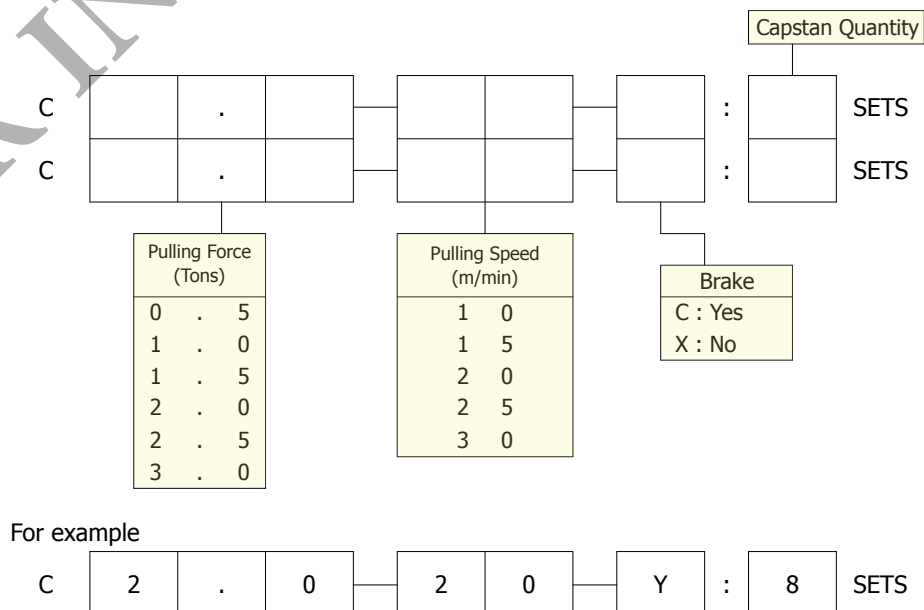 Capstan Quantity
C . : SETS
C . : SETS
Pulling Force
(Tons)
0 . 5
1 . 0
1 . 5
2 . 0
2 . 5
3 . 0
Pulling Speed
(m/min)
1 0
1 5
2 0
2 5
3 0
Brake
C : Yes
X : No
For example
C 2 . 0 2 0 Y : 8 SETS